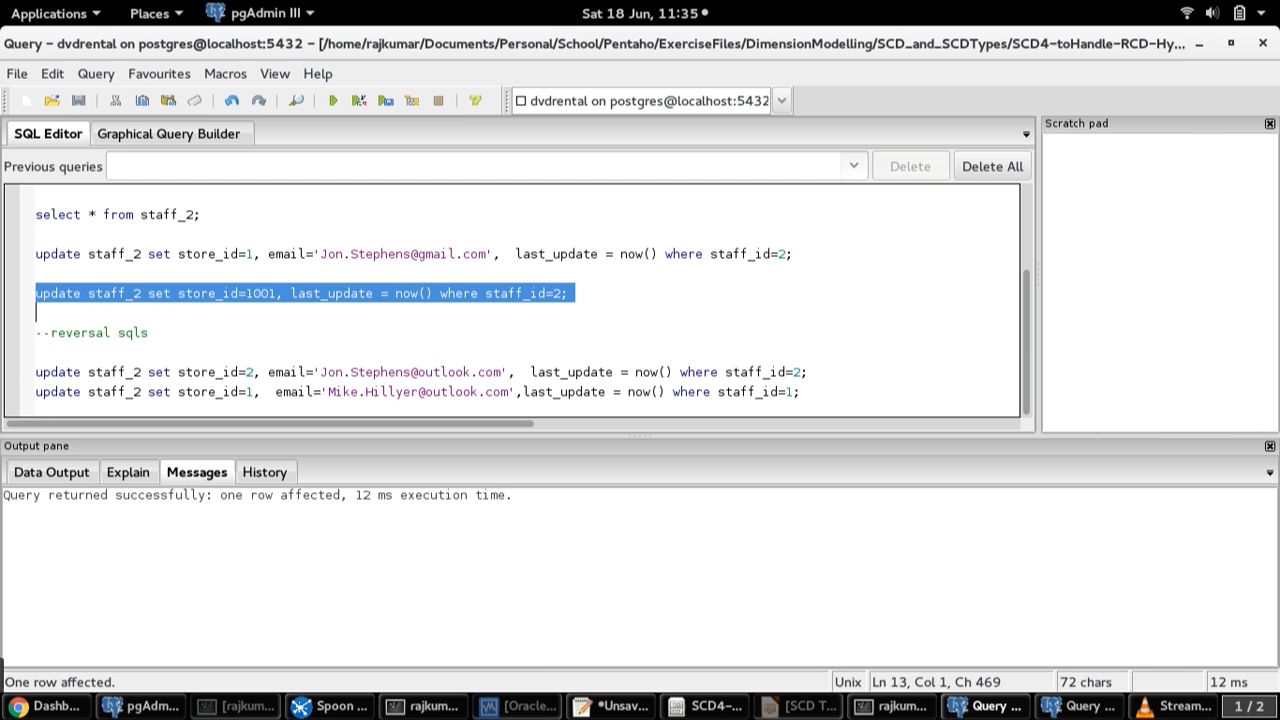 Applications Places pgAdmin III Sat 18 Jun, 11:35
Query - dvdrental on postgres@localhost:5432 - [/home/rajkumar/Documents/Personal/School/Pentaho/ExerciseFiles/DimensionModelling/SCD_and_SCDTypes/SCD4-toHandle-RCD-Hy...
File Edit Query Favourites Macros View Help
dvdrental on postgres@localhost:5432
SQL Editor Graphical Query Builder
Scratch pad
Previous queries Delete Delete All
select * from staff_2;
update staff_2 set store_id=1, email='Jon.Stephens@gmail.com',  last_update = now() where staff_id=2;
update staff_2 set store_id=1001, last_update = now() where staff_id=2;
--reversal sqls
update staff_2 set store_id=2, email='Jon.Stephens@outlook.com',  last_update = now() where staff_id=2;
update staff_2 set store_id=1,  email='Mike.Hillyer@outlook.com',last_update = now() where staff_id=1;
Output pane
Data Output Explain Messages History
Query returned successfully: one row affected, 12 ms execution time.
One row affected. Unix Ln 13, Col 1, Ch 469 72 chars 12 ms
Dashb... pgAdm... [rajkum... Spoon ... rajkum... [Oracle... *Unsav... SCD4-... [SCD T... rajkum... Query ... Query ... Stream... 1 / 2